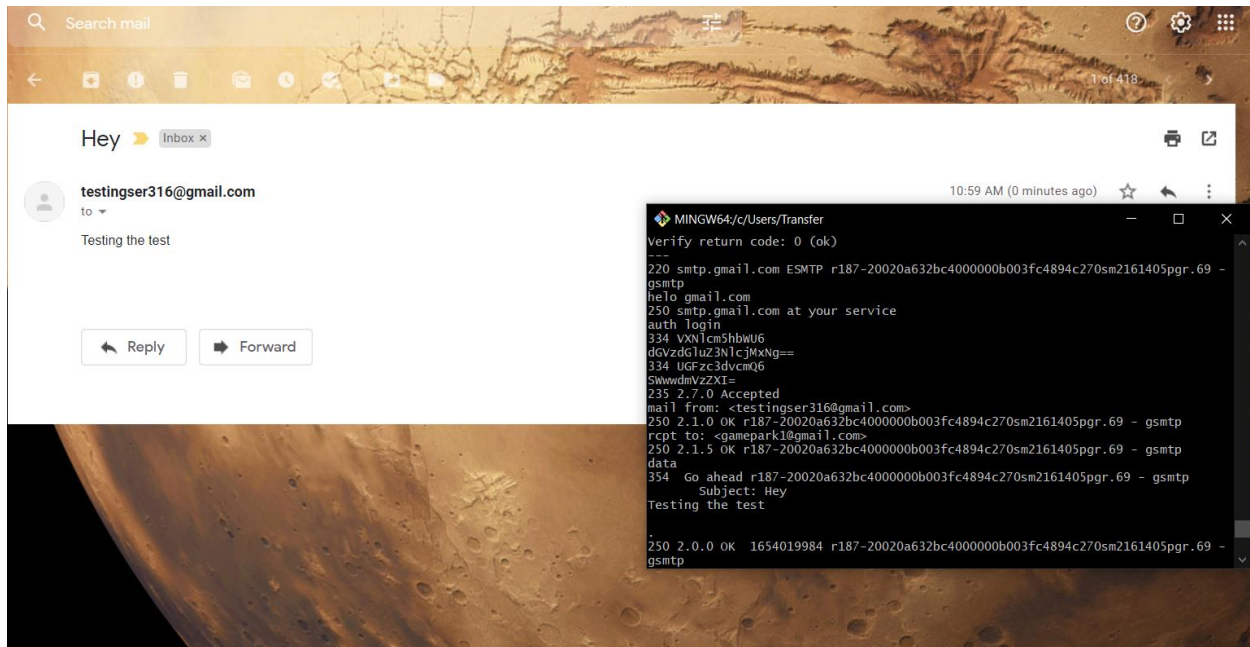 Search mail
1 of 418
Hey
Inbox ×
testingser316@gmail.com
10:59 AM (0 minutes ago)
to
Testing the test
Reply
Forward
MINGW64:/c/Users/Transfer
Verify return code: 0 (ok)
---
220 smtp.gmail.com ESMTP r187-20020a632bc4000000b003fc4894c270sm2161405pgr.69 -
gsmtp
helo gmail.com
250 smtp.gmail.com at your service
auth login
334 VXNlcm5hbWU6
dGVzdGluZ3NlcjMxNg==
334 UGFzc3dvcmQ6
SWwwdmVzZXI=
235 2.7.0 Accepted
mail from: <testingser316@gmail.com>
250 2.1.0 OK r187-20020a632bc4000000b003fc4894c270sm2161405pgr.69 - gsmtp
rcpt to: <gamepark1@gmail.com>
250 2.1.5 OK r187-20020a632bc4000000b003fc4894c270sm2161405pgr.69 - gsmtp
data
354  Go ahead r187-20020a632bc4000000b003fc4894c270sm2161405pgr.69 - gsmtp
Subject: Hey
Testing the test
.
250 2.0.0 OK  1654019984 r187-20020a632bc4000000b003fc4894c270sm2161405pgr.69 -
gsmtp